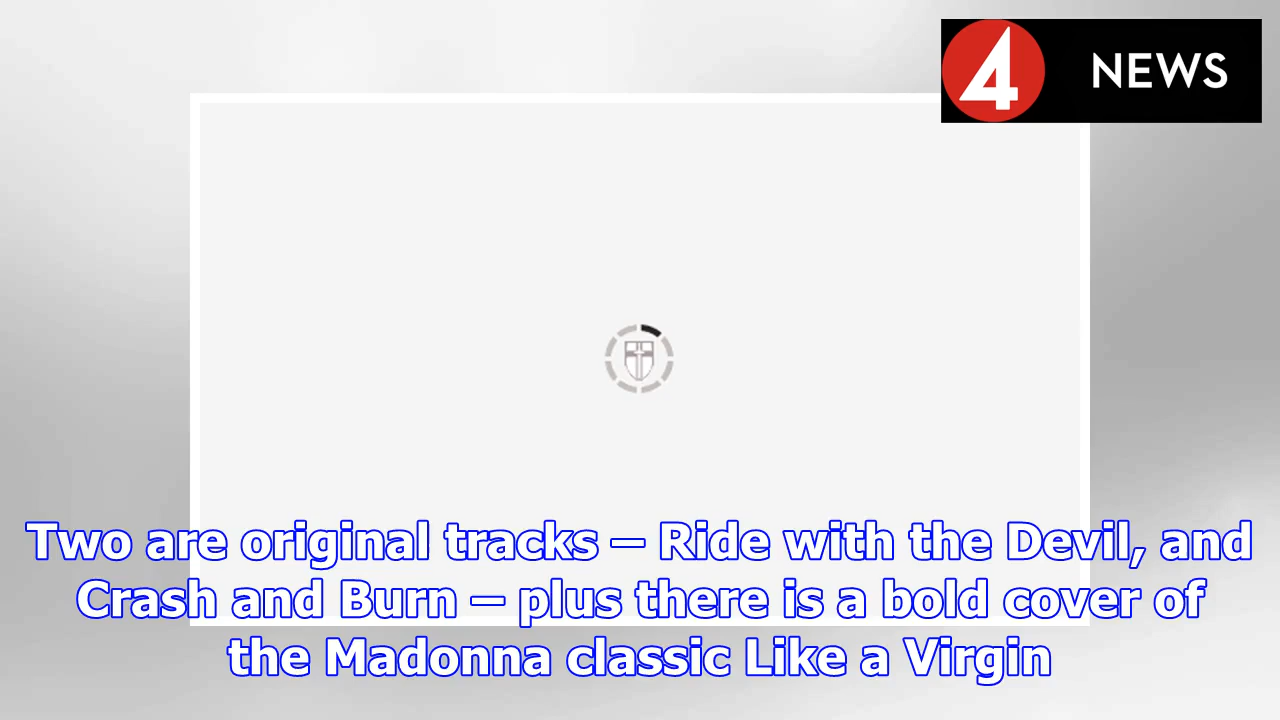 4 NEWS
Two are original tracks – Ride with the Devil, and
Crash and Burn – plus there is a bold cover of
the Madonna classic Like a Virgin